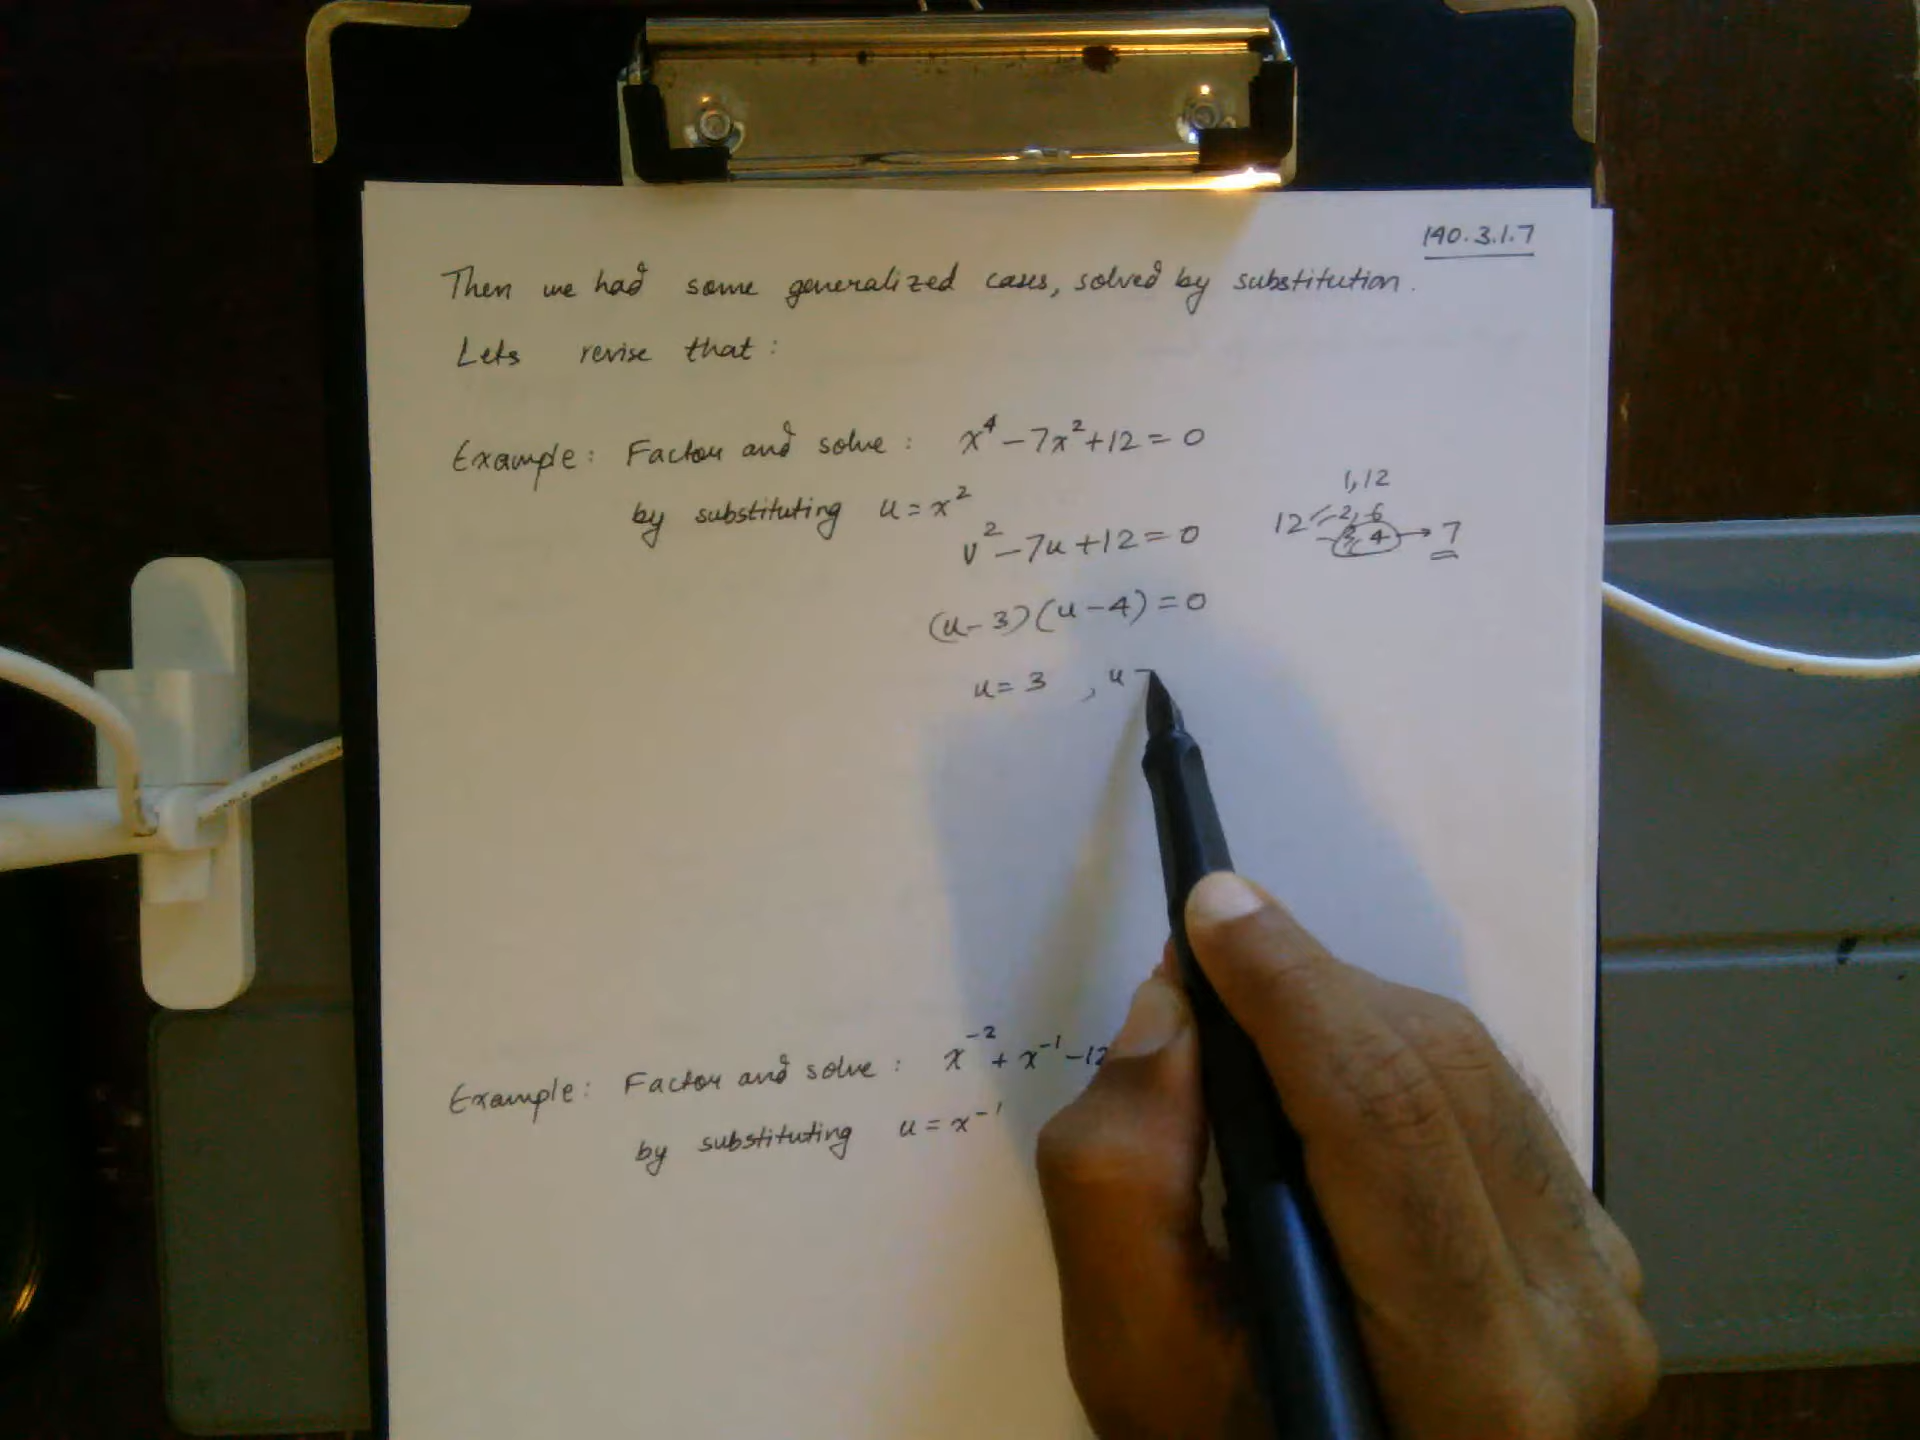 140.3.1.7
Then we had some generalized cases, solved by substitution.
Lets revise that:
Example: Factor and solve: x⁴ − 7x² + 12 = 0
by substituting u = x²
1, 12
12 2, 6
3, 4 → 7
u² − 7u + 12 = 0
(u − 3)(u − 4) = 0
u = 3 , u
Example: Factor and solve: x⁻² + x⁻¹ − 12
by substituting u = x⁻¹